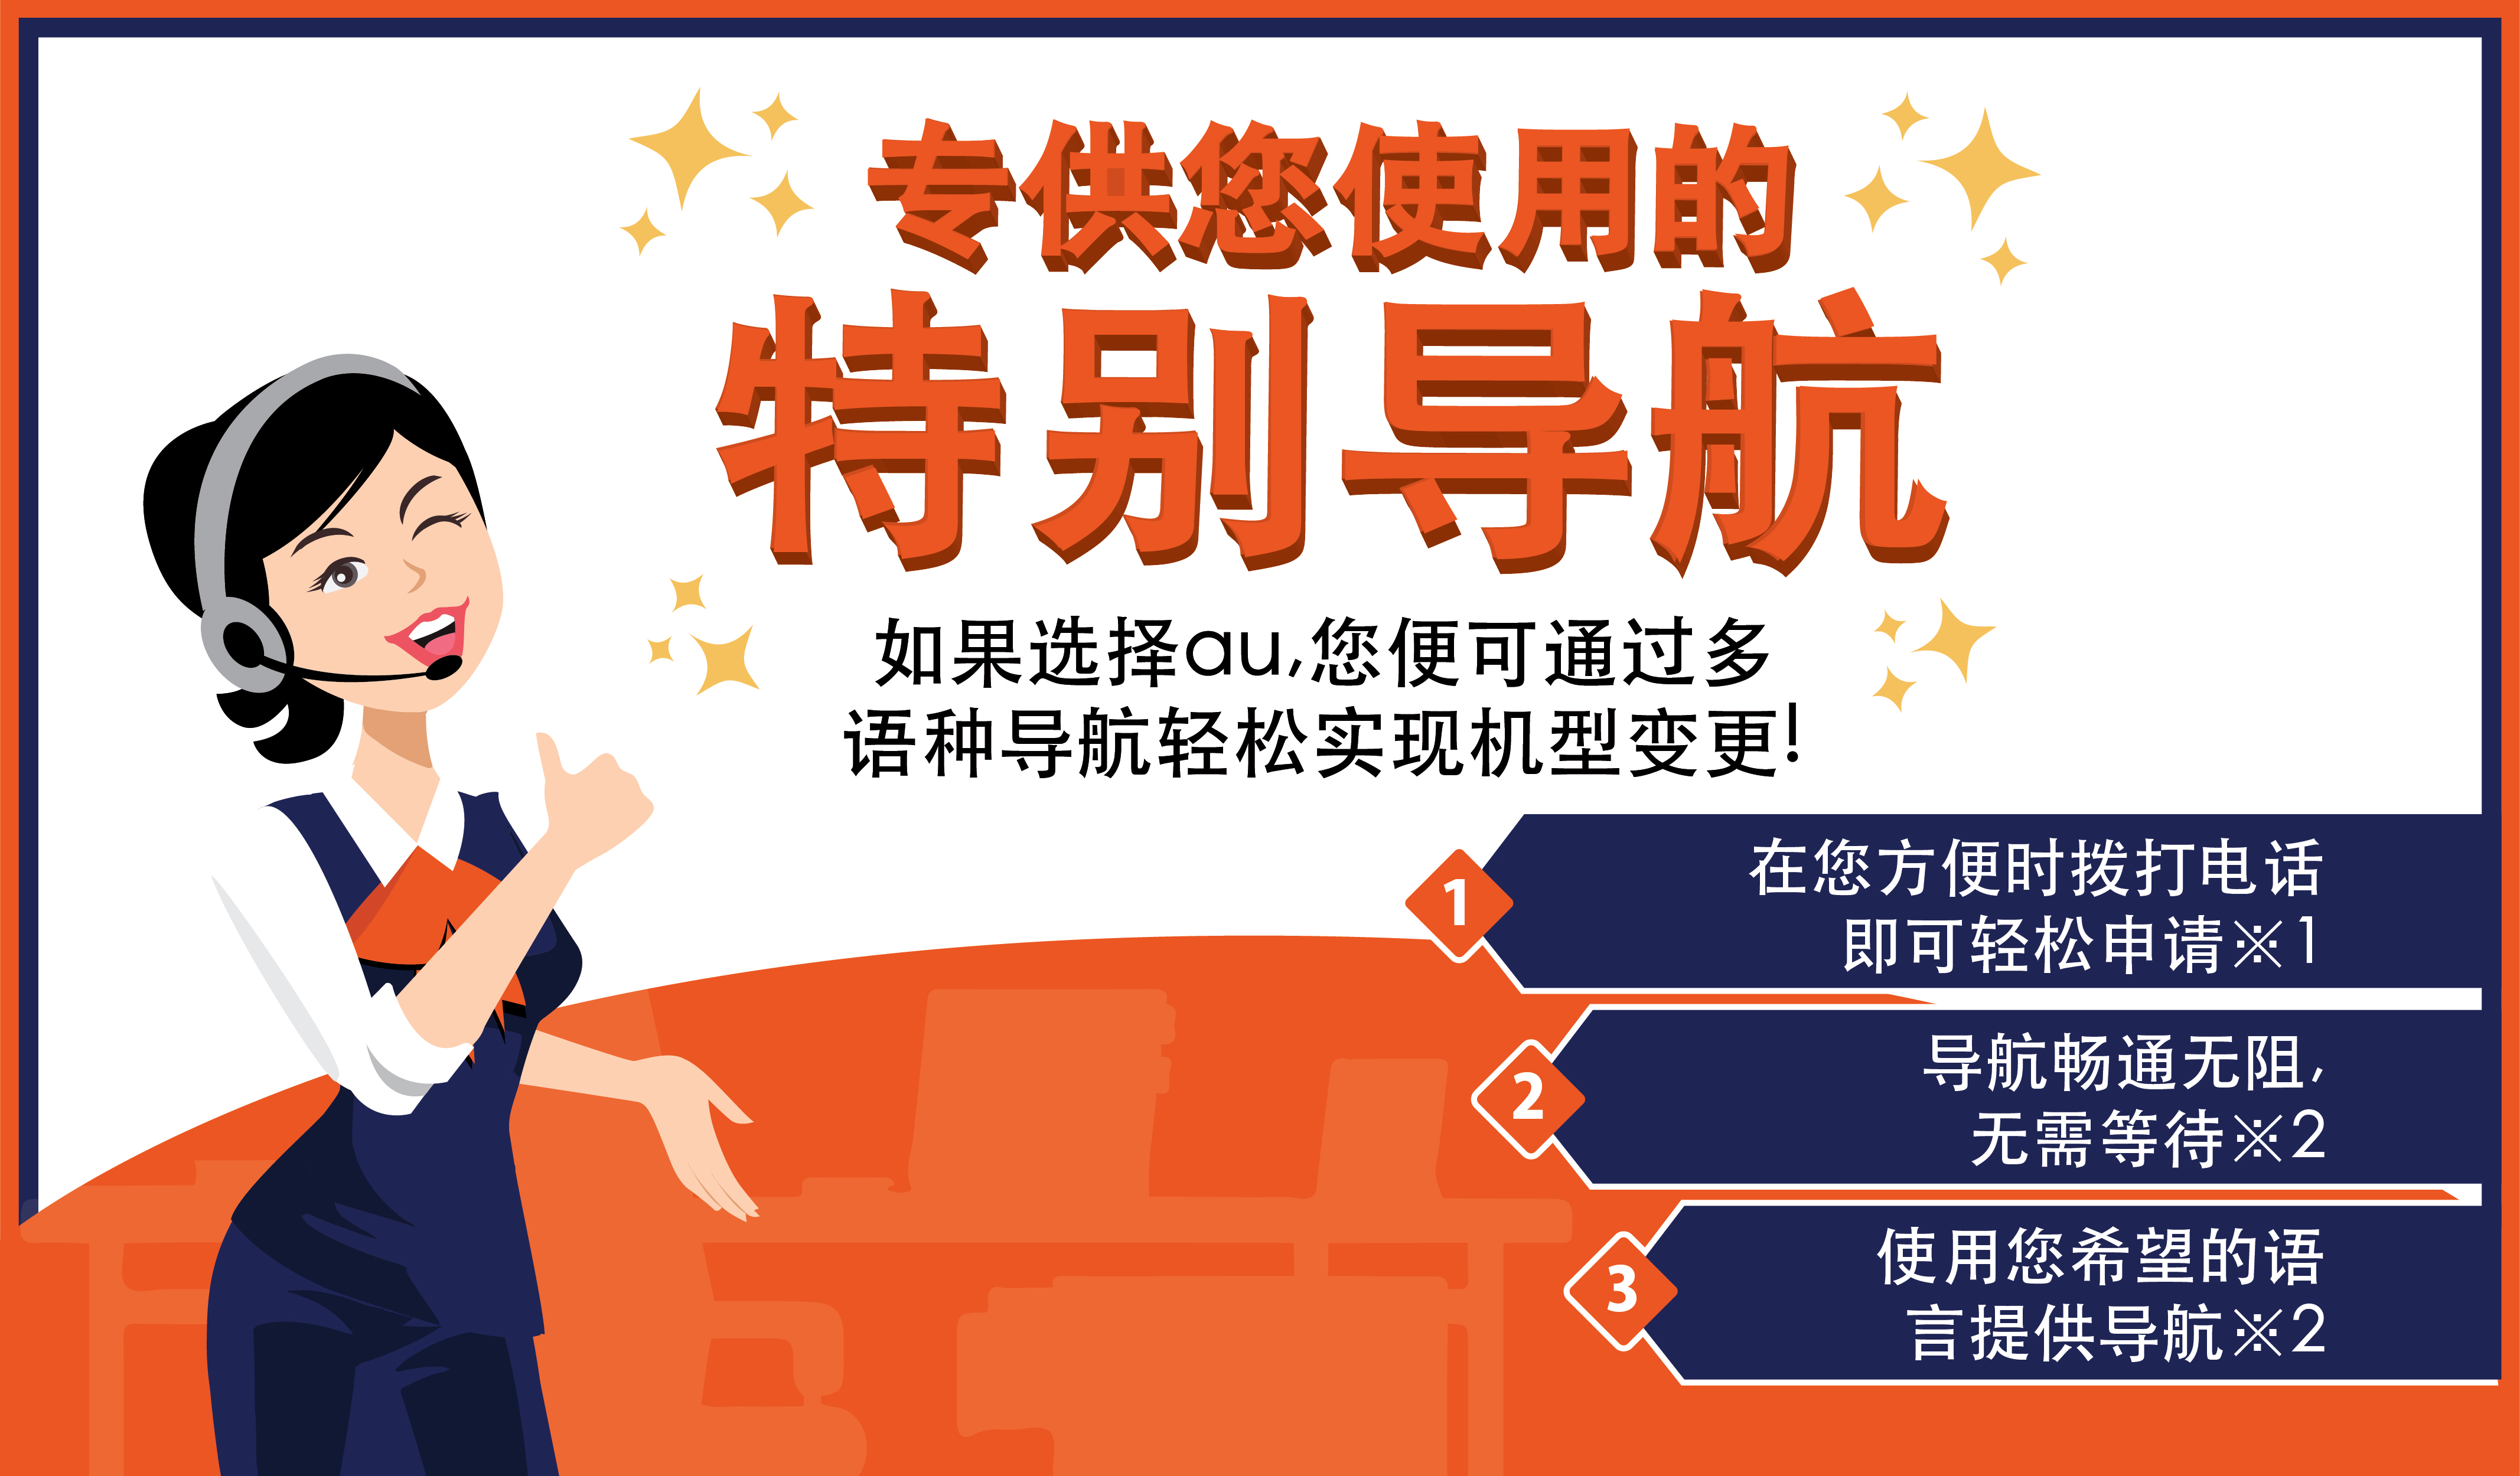 专供您使用的
特别导航
如果选择au,您便可通过多
语种导航轻松实现机型变更!
1
在您方便时拨打电话
即可轻松申请※1
2
导航畅通无阻,
无需等待※2
3
使用您希望的语
言提供导航※2